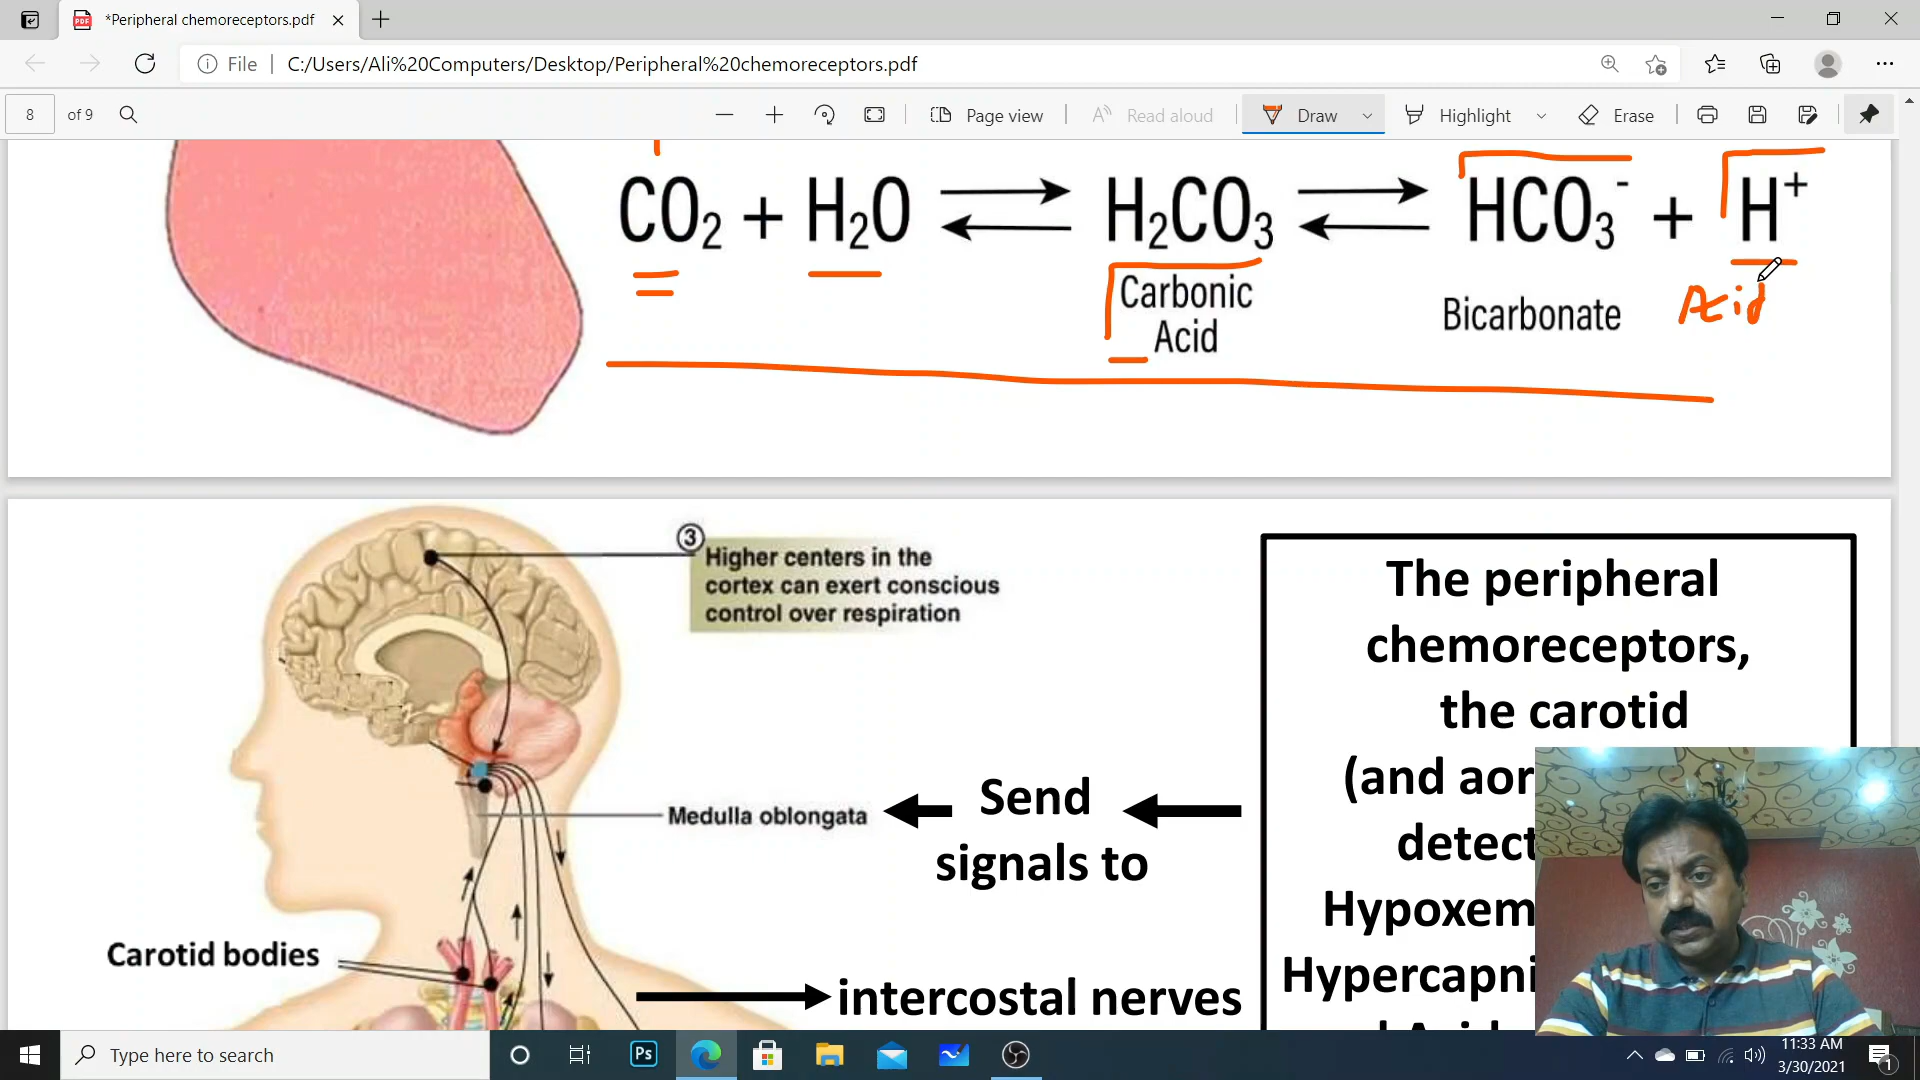 *Peripheral chemoreceptors.pdf
File
C:/Users/Ali%20Computers/Desktop/Peripheral%20chemoreceptors.pdf
8 of 9
Page view
Read aloud
Draw
Highlight
Erase
CO₂ + H₂O ⇌ H₂CO₃ ⇌ HCO₃⁻ + H⁺
Carbonic
Acid
Bicarbonate
Acid
3
Higher centers in the
cortex can exert conscious
control over respiration
Medulla oblongata
Send
signals to
Carotid bodies
intercostal nerves
The peripheral
chemoreceptors,
the carotid
(and
detect
Ps
Type here to search
11:33 AM
3/30/2021
1